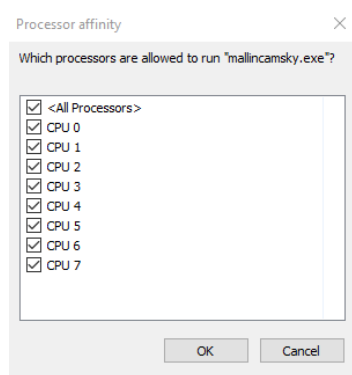 Processor affinity
Which processors are allowed to run "mallincamsky.exe"?
<All Processors>
CPU 0
CPU 1
CPU 2
CPU 3
CPU 4
CPU 5
CPU 6
CPU 7
OK Cancel